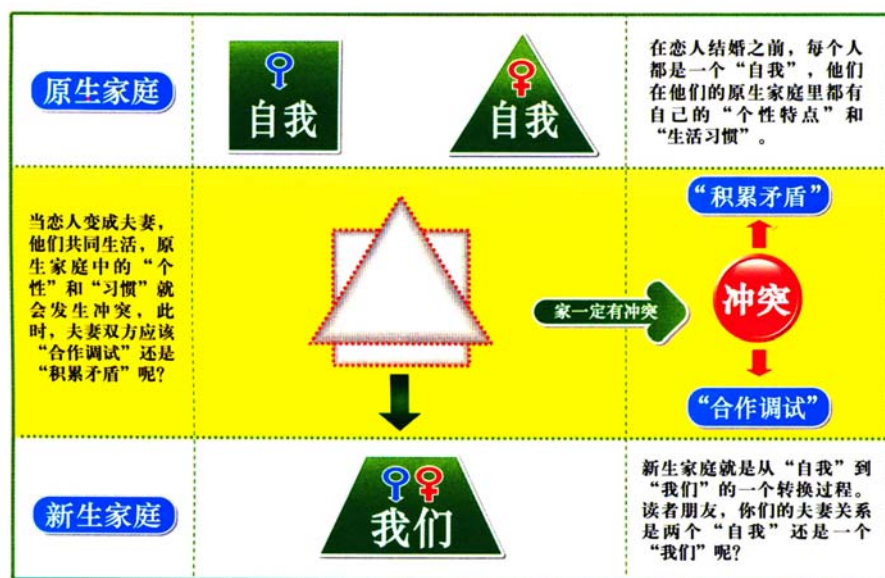 原生家庭
自我
自我
在恋人结婚之前，每个人
都是一个“自我”，他们
在他们的原生家庭里都有
自己的“个性特点”和
“生活习惯”。
当恋人变成夫妻，
他们共同生活，原
生家庭中的“个
性”和“习惯”就
会发生冲突，此
时，夫妻双方应该
“合作调试”还是
“积累矛盾”呢？
家一定有冲突
“积累矛盾”
冲突
“合作调试”
新生家庭
我们
新生家庭就是从“自我”到
“我们”的一个转换过程。
读者朋友，你们的夫妻关系
是两个“自我”还是一个
“我们”呢？